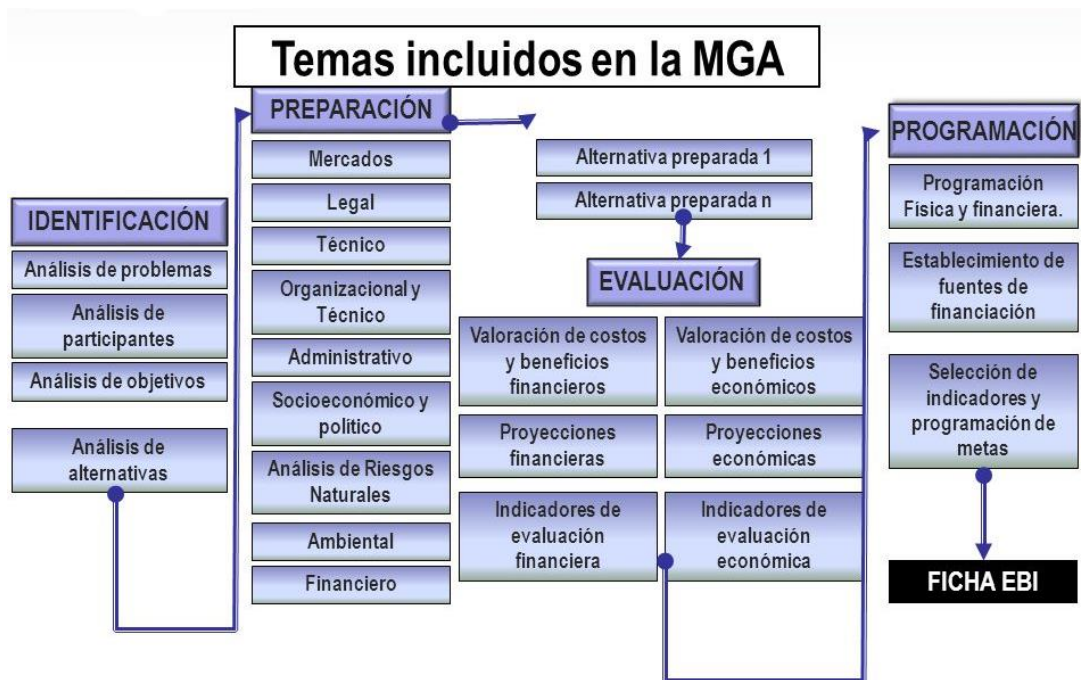 Temas incluidos en la MGA
IDENTIFICACIÓN
Análisis de problemas
Análisis de
participantes
Análisis de objetivos
Análisis de
alternativas
PREPARACIÓN
Mercados
Legal
Técnico
Organizacional y
Técnico
Administrativo
Socioeconómico y
político
Análisis de Riesgos
Naturales
Ambiental
Financiero
Alternativa preparada 1
Alternativa preparada n
EVALUACIÓN
Valoración de costos
y beneficios
financieros
Valoración de costos
y beneficios
económicos
Proyecciones
financieras
Proyecciones
económicas
Indicadores de
evaluación
financiera
Indicadores de
evaluación
económica
PROGRAMACIÓN
Programación
Física y financiera.
Establecimiento de
fuentes de
financiación
Selección de
indicadores y
programación de
metas
FICHA EBI